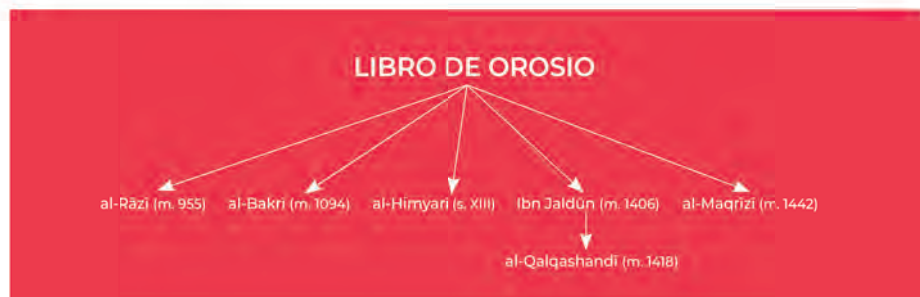 LIBRO DE OROSIO
al-Rāzī (m. 955) al-Bakrī (m. 1094) al-Himyari (s. XIII) Ibn Jaldūn (m. 1406) al-Maqrīzī (m. 1442)
al-Qalqashandī (m. 1418)